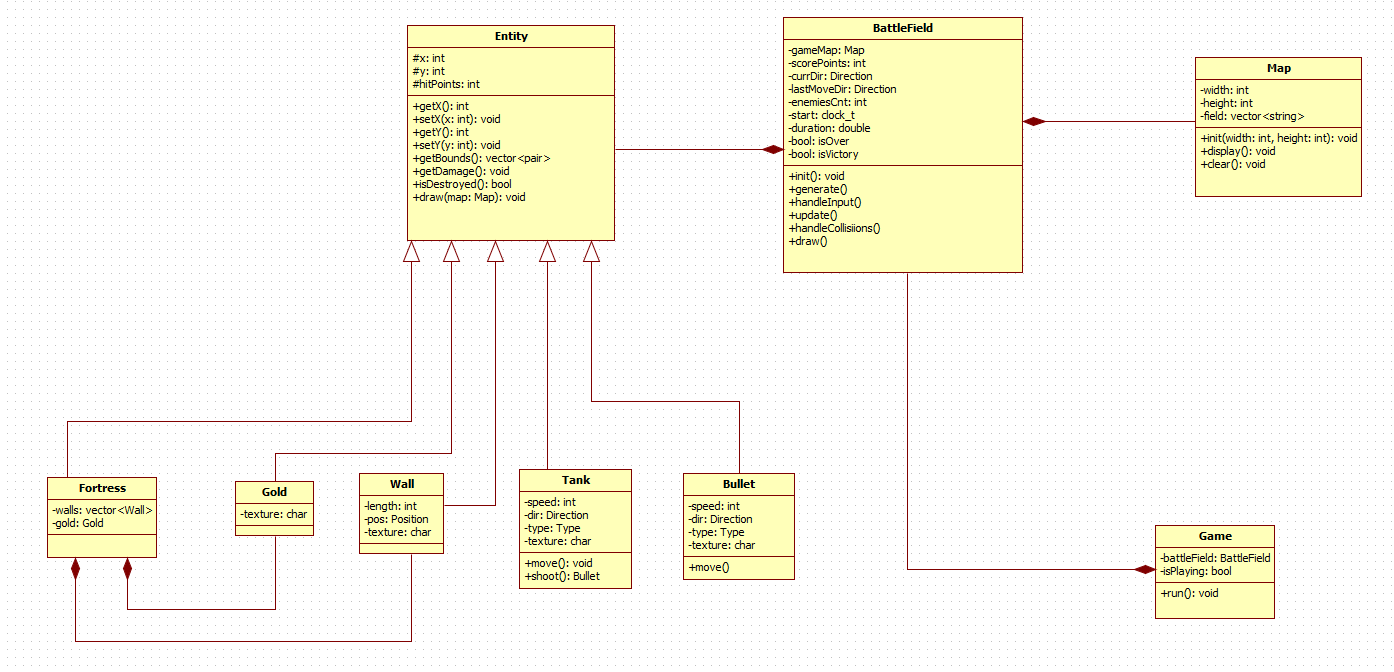 Entity
#x: int
#y: int
#hitPoints: int
+getX(): int
+setX(x: int): void
+getY(): int
+setY(y: int): void
+getBounds(): vector<pair>
+getDamage(): void
+isDestroyed(): bool
+draw(map: Map): void
BattleField
-gameMap: Map
-scorePoints: int
-currDir: Direction
-lastMoveDir: Direction
-enemiesCnt: int
-start: clock_t
-duration: double
-bool: isOver
-bool: isVictory
+init(): void
+generate()
+handleInput()
+update()
+handleCollisiions()
+draw()
Map
-width: int
-height: int
-field: vector<string>
+init(width: int, height: int): void
+display(): void
+clear(): void
Fortress
-walls: vector<Wall>
-gold: Gold
Gold
-texture: char
Wall
-length: int
-pos: Position
-texture: char
Tank
-speed: int
-dir: Direction
-type: Type
-texture: char
+move(): void
+shoot(): Bullet
Bullet
-speed: int
-dir: Direction
-type: Type
-texture: char
+move()
Game
-battleField: BattleField
-isPlaying: bool
+run(): void